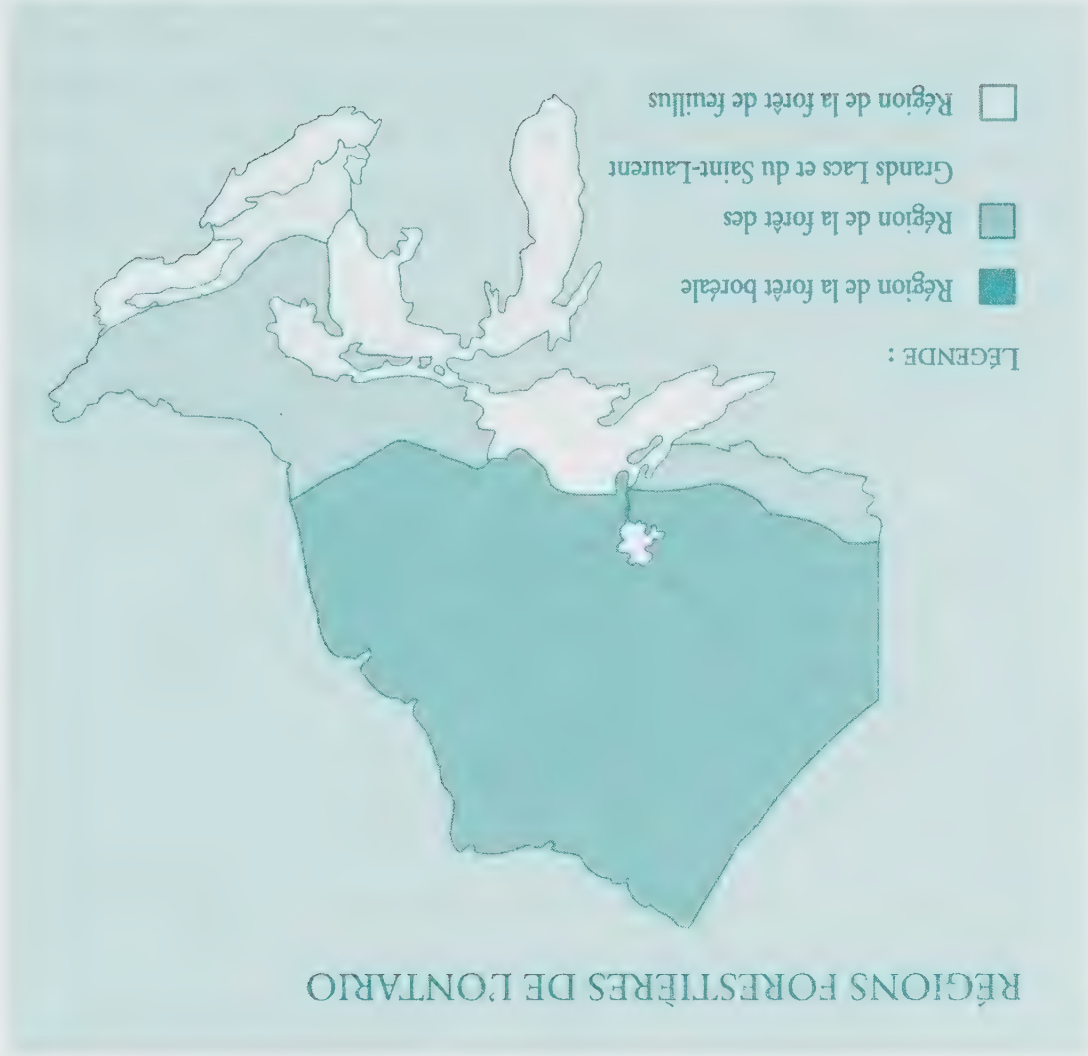 RÉGIONS FORESTIÈRES DE L'ONTARIO
LÉGENDE :
Région de la forêt boréale
Région de la forêt des
Grands Lacs et du Saint-Laurent
Région de la forêt de feuillus